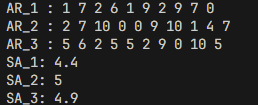 AR_1 : 1 7 2 6 1 9 2 9 7 0
AR_2 : 2 7 10 0 0 9 10 1 4 7
AR_3 : 5 6 2 5 5 2 9 0 10 5
SA_1: 4.4
SA_2: 5
SA_3: 4.9